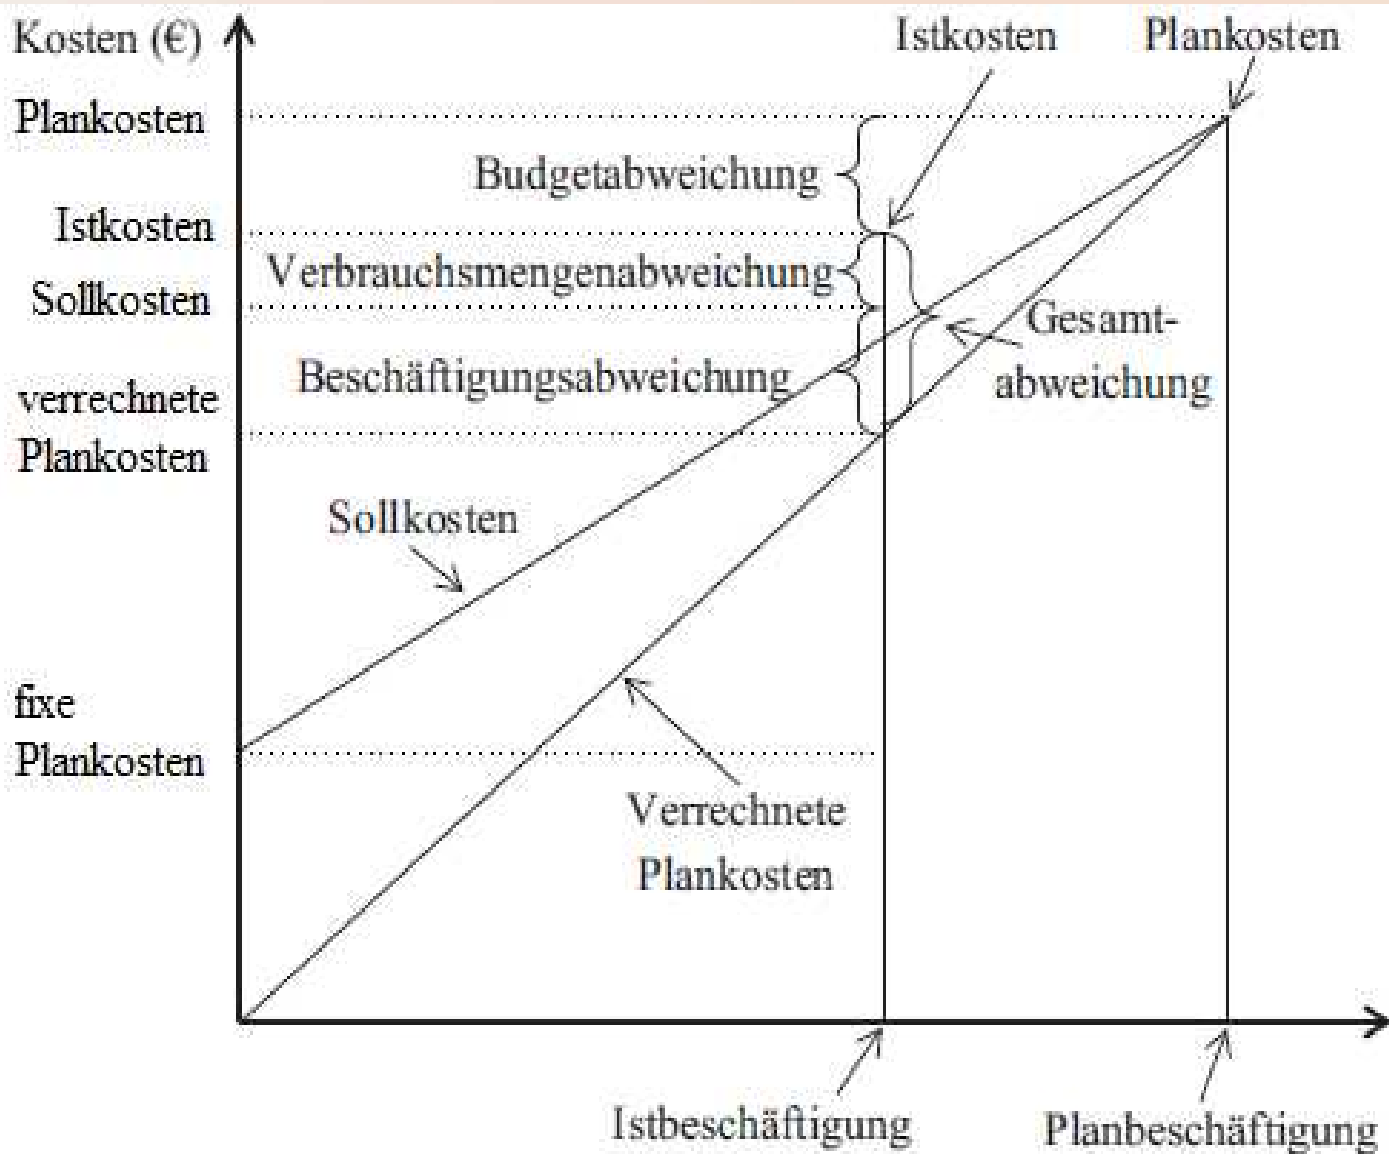 Kosten (€)
Istkosten
Plankosten
Plankosten
Budgetabweichung
Istkosten
Verbrauchsmengenabweichung
Sollkosten
Gesamt-
abweichung
Beschäftigungsabweichung
verrechnete
Plankosten
Sollkosten
fixe
Plankosten
Verrechnete
Plankosten
Istbeschäftigung
Planbeschäftigung